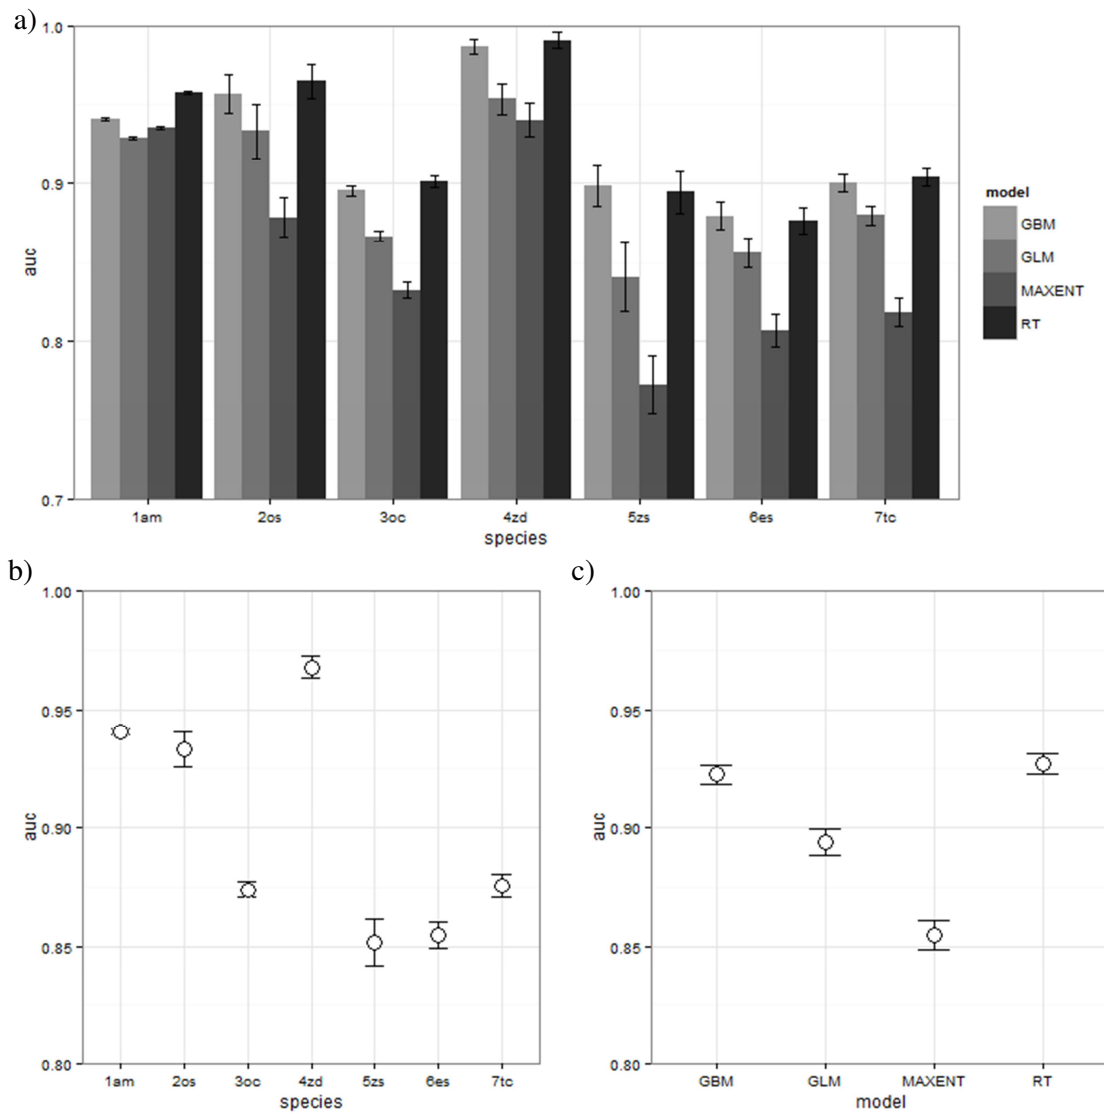 a)
1.0
0.9
0.8
0.7
auc
1am 2os 3oc 4zd 5zs 6es 7tc
species
model
GBM
GLM
MAXENT
RT
b)
1.00
0.95
0.90
0.85
0.80
auc
1am 2os 3oc 4zd 5zs 6es 7tc
species
c)
1.00
0.95
0.90
0.85
0.80
auc
GBM GLM MAXENT RT
model